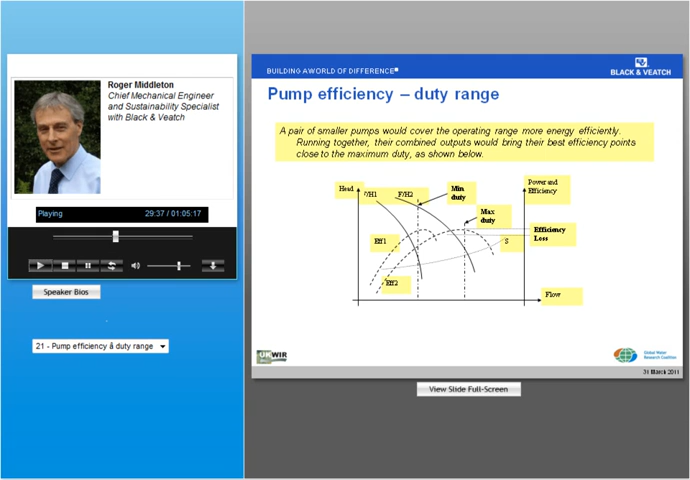 Roger Middleton
Chief Mechanical Engineer
and Sustainability Specialist
with Black & Veatch
Playing
29:37 / 01:05:17
Speaker Bios
21 - Pump efficiency â duty range
BUILDING A WORLD OF DIFFERENCE
BLACK & VEATCH
Pump efficiency – duty range
A pair of smaller pumps would cover the operating range more energy efficiently.
Running together, their combined outputs would bring their best efficiency points
close to the maximum duty, as shown below.
Head
F/H1
F/H2
Min
duty
Power and
Efficiency
Max
duty
Efficiency
Loss
Eff1
S
Eff2
Flow
UKWIR
Global Water
Research Coalition
31 March 2011
View Slide Full-Screen